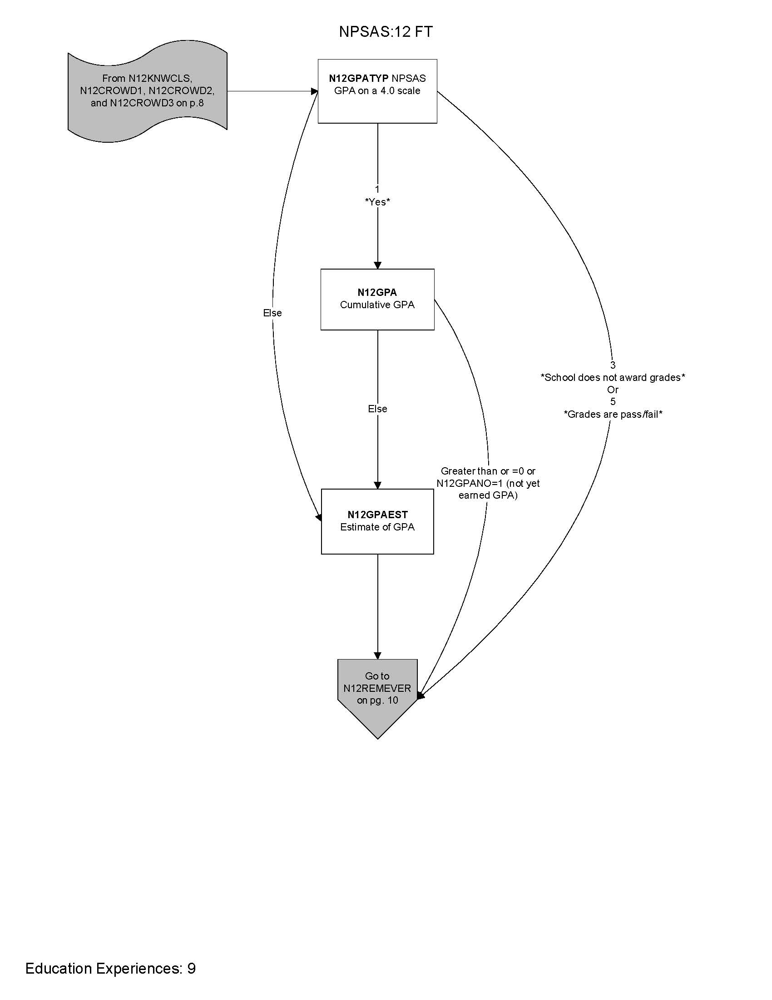 NPSAS:12 FT
From N12KNWCLS,
N12CROWD1, N12CROWD2,
and N12CROWD3 on p.8
N12GPATYP NPSAS
GPA on a 4.0 scale
1
*Yes*
N12GPA
Cumulative GPA
Else
3
*School does not award grades*
Or
5
*Grades are pass/fail*
Else
Greater than or =0 or
N12GPANO=1 (not yet
earned GPA)
N12GPAEST
Estimate of GPA
Go to
N12REMEVER
on pg. 10
Education Experiences: 9